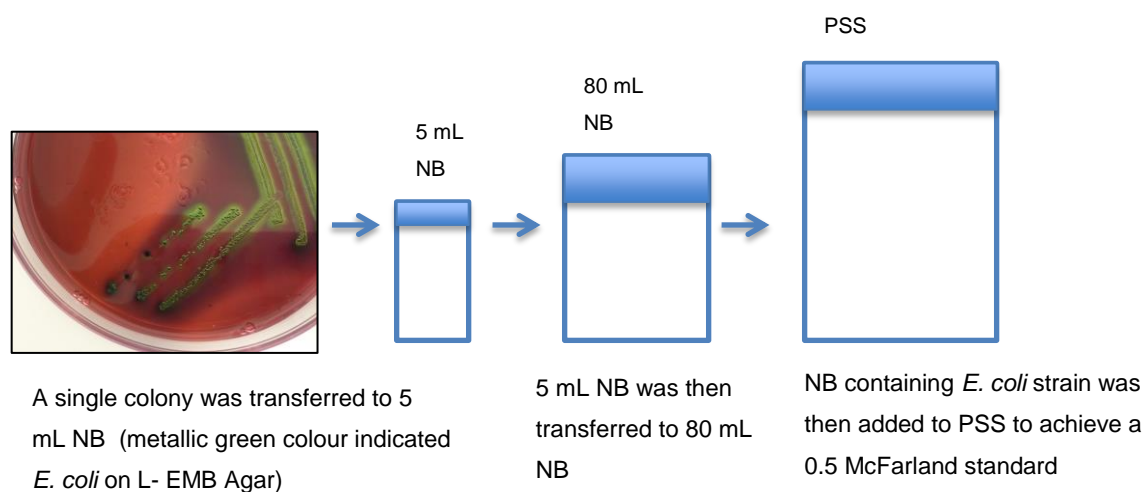 PSS
80 mL
NB
5 mL
NB
A single colony was transferred to 5
mL NB (metallic green colour indicated
E. coli on L- EMB Agar)
5 mL NB was then
transferred to 80 mL
NB
NB containing E. coli strain was
then added to PSS to achieve a
0.5 McFarland standard